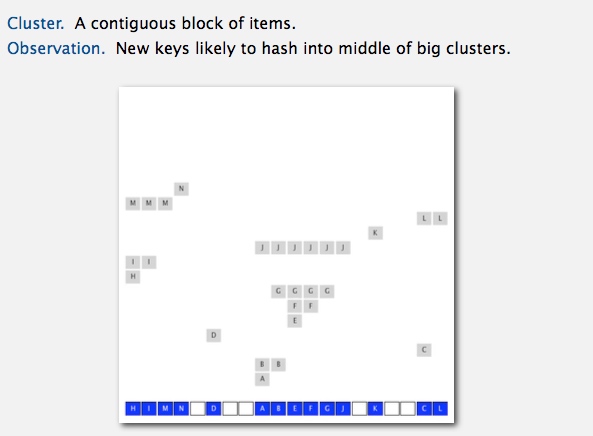 Cluster. A contiguous block of items.
Observation. New keys likely to hash into middle of big clusters.
N
M M M
L L
K
J J J J J J
I I
H
G G G G
F F
E
D
C
B B
A
H I M N D A B E F G J K C L